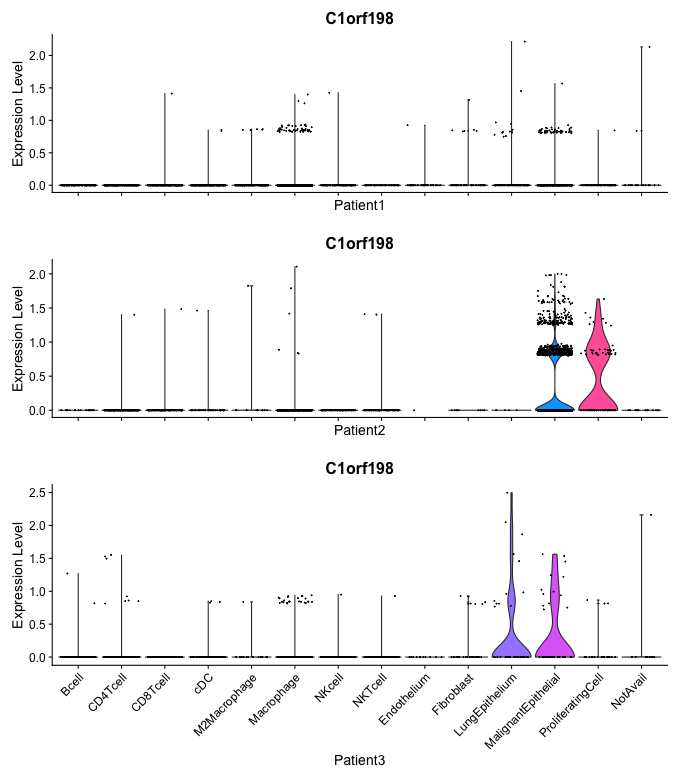 C1orf198
Expression Level
2.0
1.5
1.0
0.5
0.0
Patient1
C1orf198
Expression Level
2.0
1.5
1.0
0.5
0.0
Patient2
C1orf198
Expression Level
2.5
2.0
1.5
1.0
0.5
0.0
Bcell
CD4Tcell
CD8Tcell
cDC
M2Macrophage
Macrophage
NKcell
NKTcell
Endothelium
Fibroblast
LungEpithelium
MalignantEpithelial
ProliferatingCell
NotAvail
Patient3